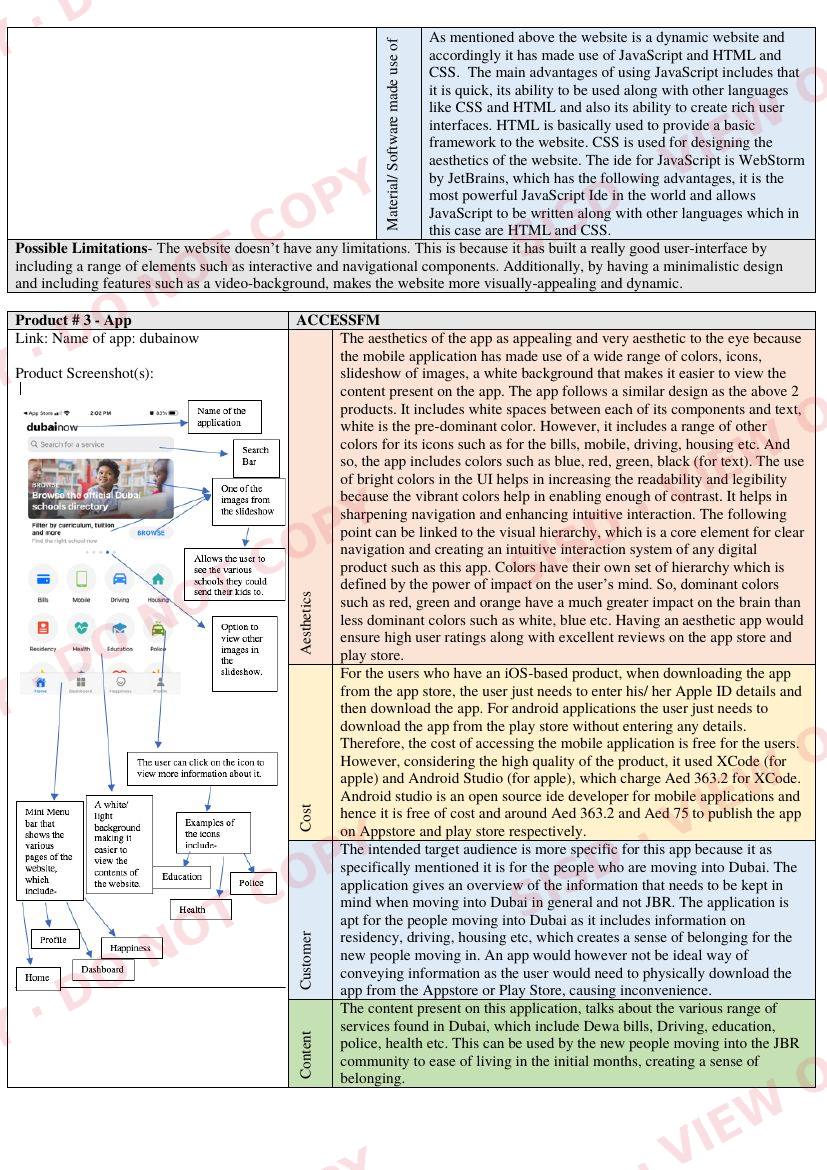 Material/ Software made use of
As mentioned above the website is a dynamic website and
accordingly it has made use of JavaScript and HTML and
CSS. The main advantages of using JavaScript includes that
it is quick, its ability to be used along with other languages
like CSS and HTML and also its ability to create rich user
interfaces. HTML is basically used to provide a basic
framework to the website. CSS is used for designing the
aesthetics of the website. The ide for JavaScript is WebStorm
by JetBrains, which has the following advantages, it is the
most powerful JavaScript Ide in the world and allows
JavaScript to be written along with other languages which in
this case are HTML and CSS.
Possible Limitations- The website doesn't have any limitations. This is because it has built a really good user-interface by
including a range of elements such as interactive and navigational components. Additionally, by having a minimalistic design
and including features such as a video-background, makes the website more visually-appealing and dynamic.
Product # 3 - App
ACCESSFM
Link: Name of app: dubainow
Product Screenshot(s):
App Store
2:02 PM
83%
dubainow
Search for a service
BROWSE
Browse the official Dubai
schools directory
Filter by curriculum, tuition
and more
Find the right school now
BROWSE
Bills
Mobile
Driving
Housing
Residency
Health
Education
Police
Home
Dashboard
Happiness
Profile
Name of the
application
Search
Bar
One of the
images from
the slideshow
Allows the user to
see the various
schools they could
send their kids to.
Option to
view other
images in
the
slideshow.
The user can click on the icon to
view more information about it.
Mini Menu
bar that
shows the
various
pages of the
website,
which
include-
A white/
light
background
making it
easier to
view the
contents of
the website.
Examples of
the icons
include-
Education
Police
Health
Profile
Happiness
Dashboard
Home
Aesthetics
The aesthetics of the app as appealing and very aesthetic to the eye because
the mobile application has made use of a wide range of colors, icons,
slideshow of images, a white background that makes it easier to view the
content present on the app. The app follows a similar design as the above 2
products. It includes white spaces between each of its components and text,
white is the pre-dominant color. However, it includes a range of other
colors for its icons such as for the bills, mobile, driving, housing etc. And
so, the app includes colors such as blue, red, green, black (for text). The use
of bright colors in the UI helps in increasing the readability and legibility
because the vibrant colors help in enabling enough of contrast. It helps in
sharpening navigation and enhancing intuitive interaction. The following
point can be linked to the visual hierarchy, which is a core element for clear
navigation and creating an intuitive interaction system of any digital
product such as this app. Colors have their own set of hierarchy which is
defined by the power of impact on the user's mind. So, dominant colors
such as red, green and orange have a much greater impact on the brain than
less dominant colors such as white, blue etc. Having an aesthetic app would
ensure high user ratings along with excellent reviews on the app store and
play store.
Cost
For the users who have an iOS-based product, when downloading the app
from the app store, the user just needs to enter his/ her Apple ID details and
then download the app. For android applications the user just needs to
download the app from the play store without entering any details.
Therefore, the cost of accessing the mobile application is free for the users.
However, considering the high quality of the product, it used XCode (for
apple) and Android Studio (for apple), which charge Aed 363.2 for XCode.
Android studio is an open source ide developer for mobile applications and
hence it is free of cost and around Aed 363.2 and Aed 75 to publish the app
on Appstore and play store respectively.
Customer
The intended target audience is more specific for this app because it as
specifically mentioned it is for the people who are moving into Dubai. The
application gives an overview of the information that needs to be kept in
mind when moving into Dubai in general and not JBR. The application is
apt for the people moving into Dubai as it includes information on
residency, driving, housing etc, which creates a sense of belonging for the
new people moving in. An app would however not be ideal way of
conveying information as the user would need to physically download the
app from the Appstore or Play Store, causing inconvenience.
Content
The content present on this application, talks about the various range of
services found in Dubai, which include Dewa bills, Driving, education,
police, health etc. This can be used by the new people moving into the JBR
community to ease of living in the initial months, creating a sense of
belonging.